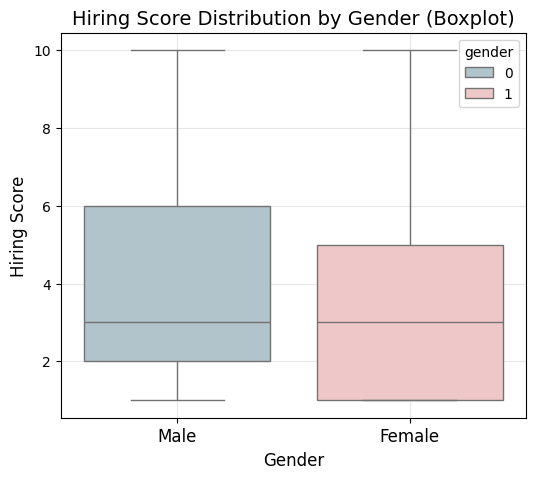 Hiring Score Distribution by Gender (Boxplot)
gender
0
1
10
8
6
4
2
Hiring Score
Male
Female
Gender